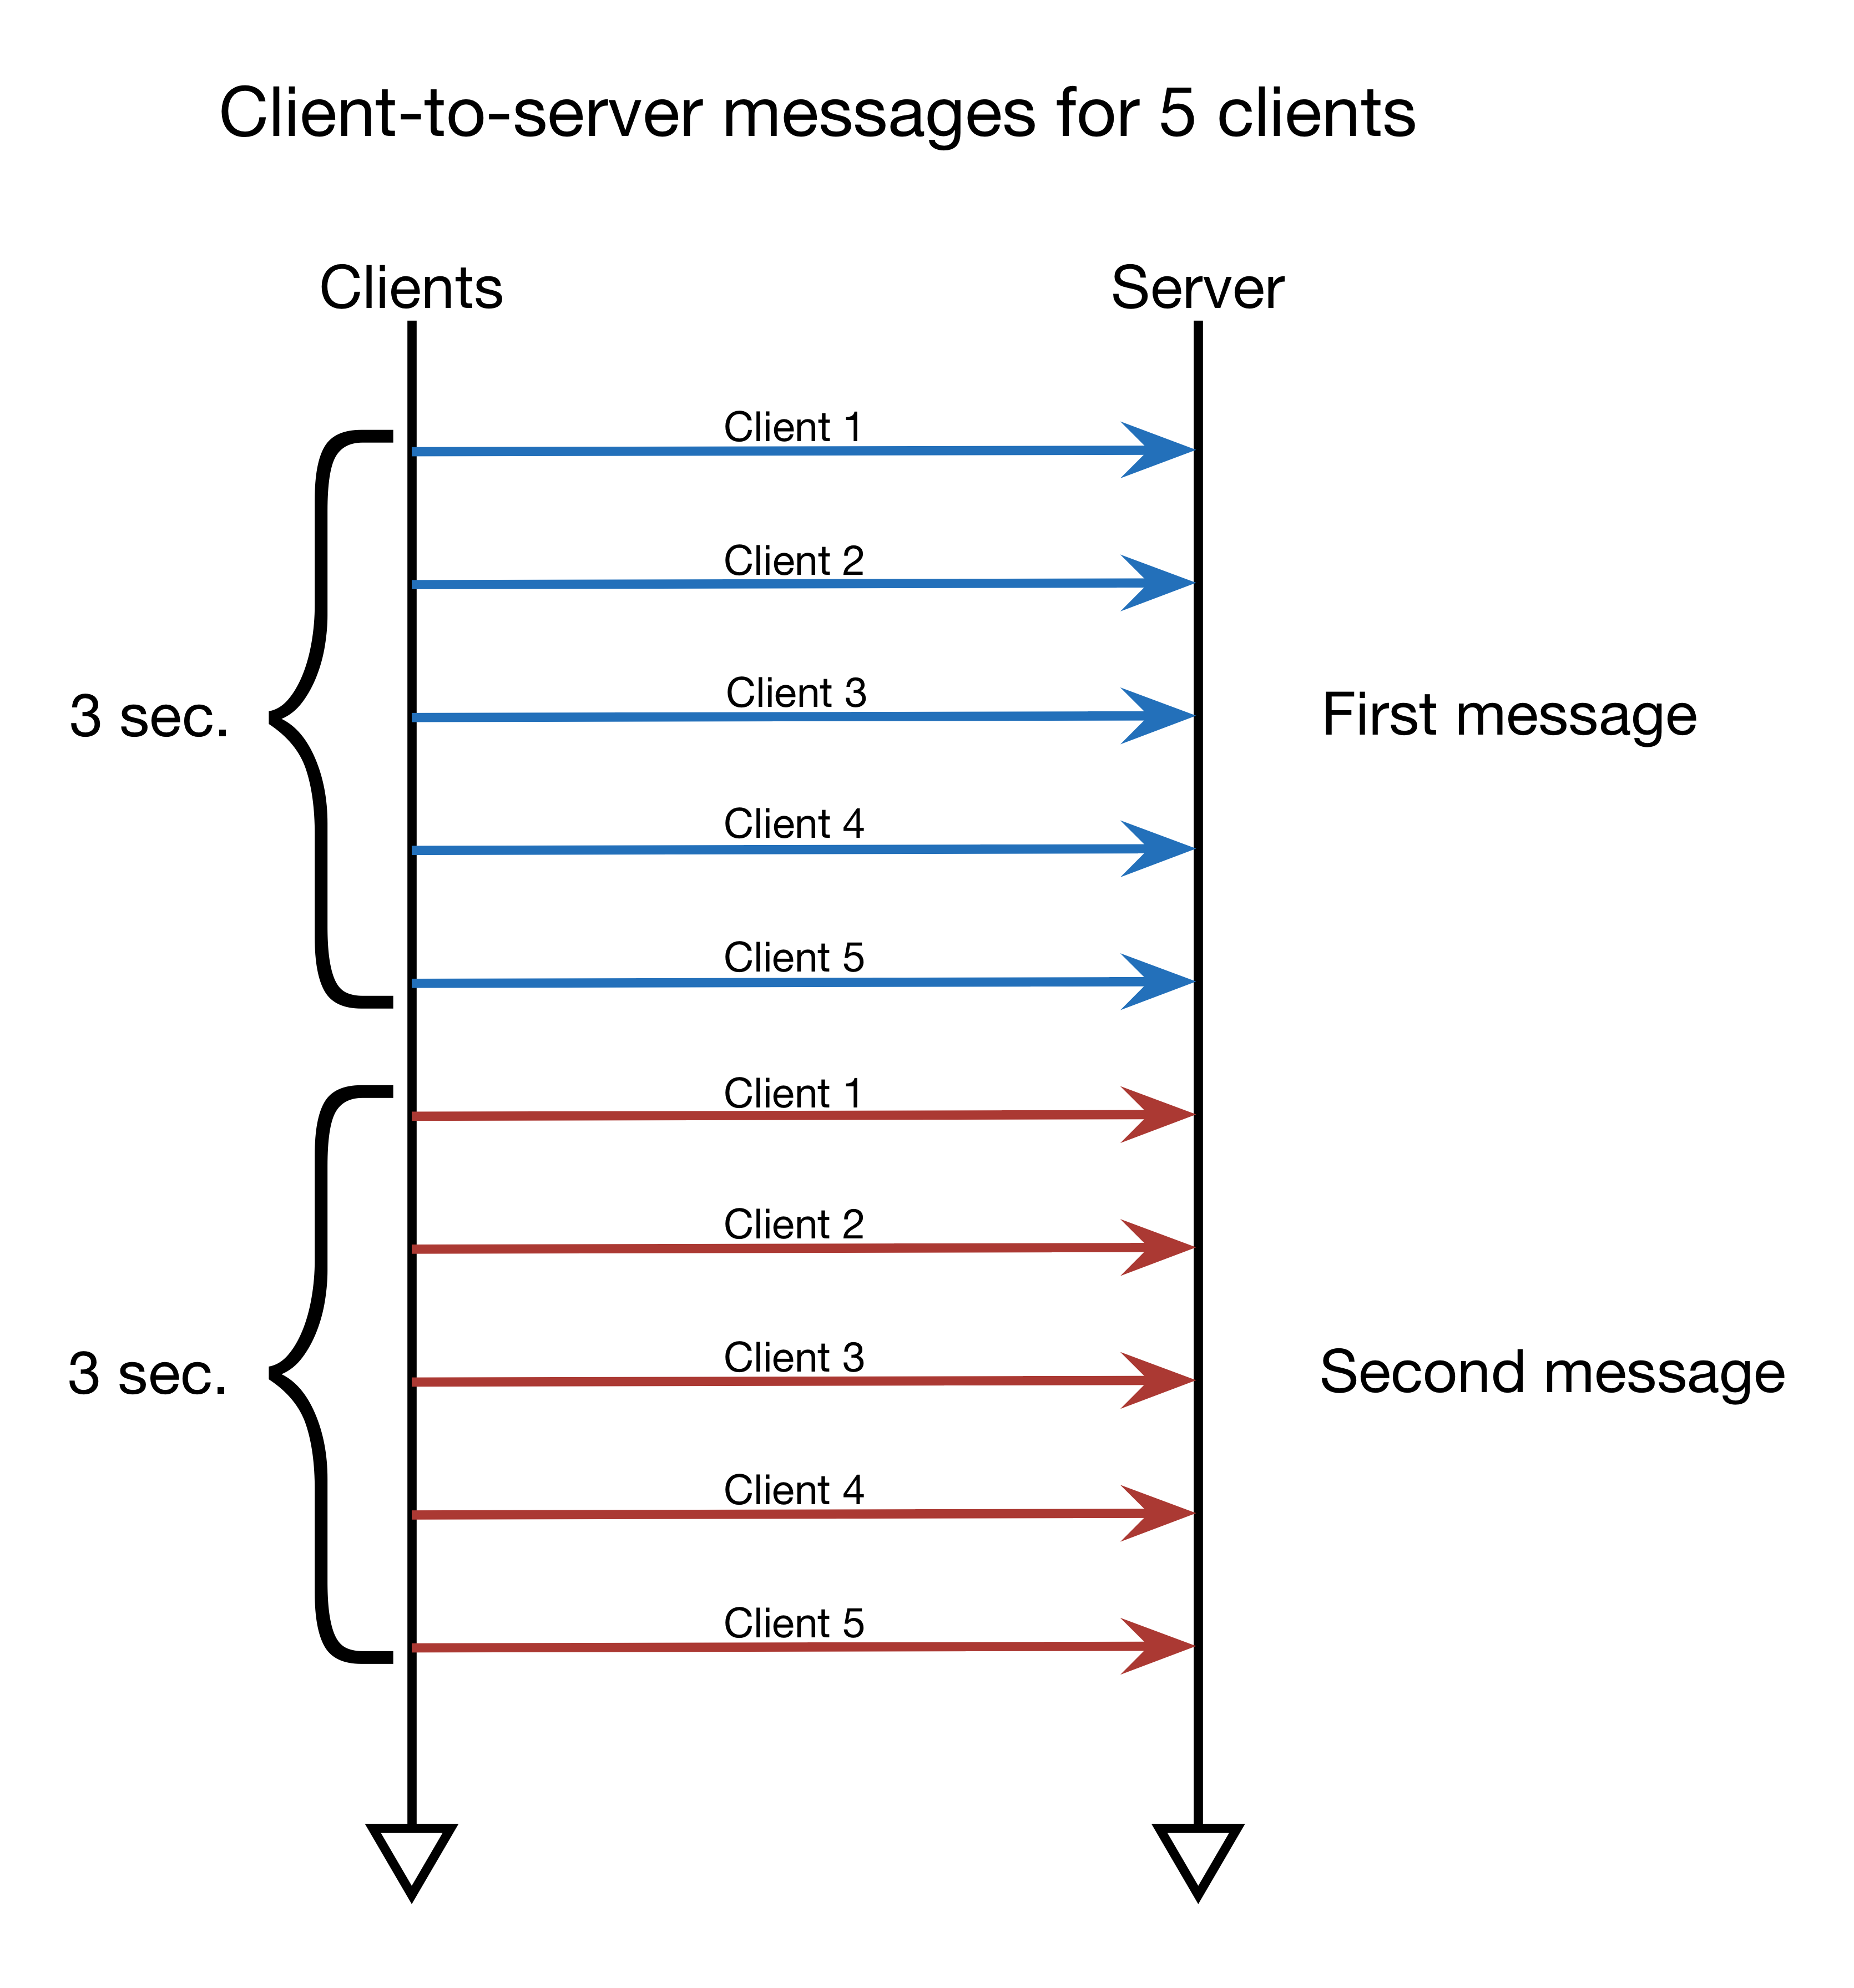 Client-to-server messages for 5 clients
Clients
Server
Client 1
Client 2
Client 3
3 sec.
First message
Client 4
Client 5
Client 1
Client 2
Client 3
3 sec.
Second message
Client 4
Client 5